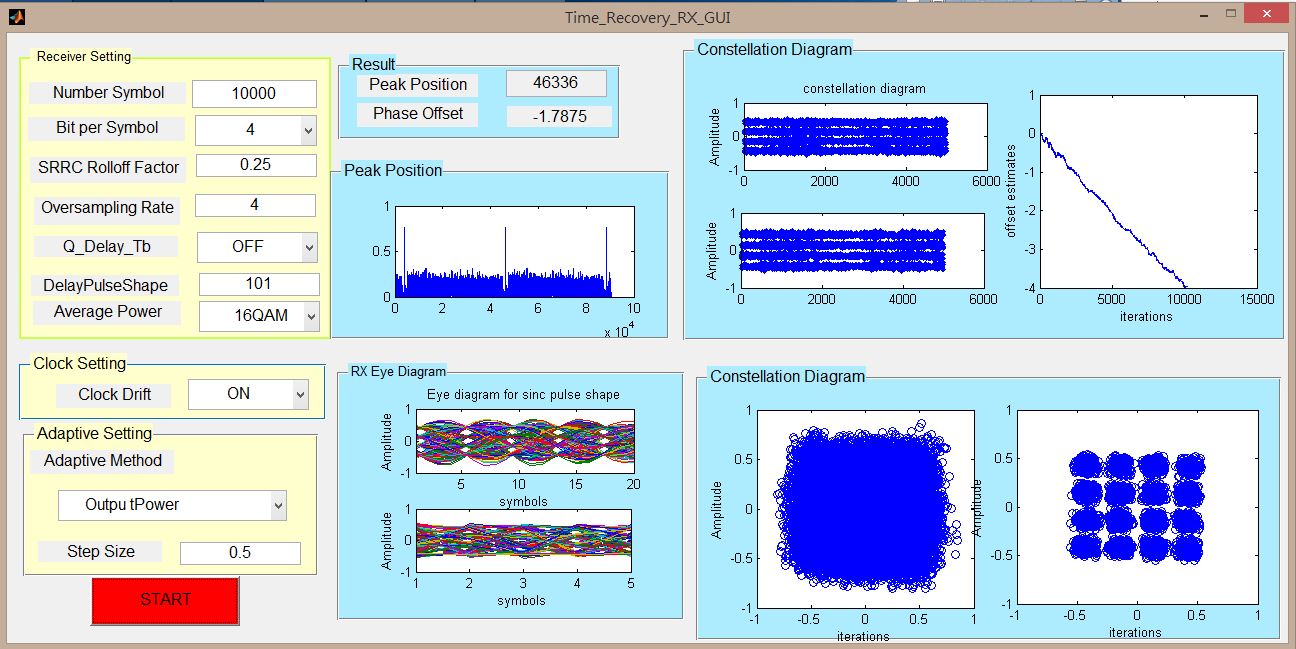 Time_Recovery_RX_GUI
Receiver Setting
Number Symbol 10000
Bit per Symbol 4
SRRC Rolloff Factor 0.25
Oversampling Rate 4
Q_Delay_Tb OFF
DelayPulseShape 101
Average Power 16QAM
Clock Setting
Clock Drift ON
Adaptive Setting
Adaptive Method
Outpu tPower
Step Size 0.5
START
Result
Peak Position 46336
Phase Offset -1.7875
Peak Position
1
0.5
0
0 2 4 6 8 10
x 10^4
RX Eye Diagram
Eye diagram for sinc pulse shape
Amplitude
1
0
-1
5 10 15 20
symbols
Amplitude
1
0
-1
1 2 3 4 5
symbols
Constellation Diagram
constellation diagram
Amplitude
1
0
-1
0 2000 4000 6000
Amplitude
1
0
-1
0 2000 4000 6000
offset estimates
1
0
-1
-2
-3
-4
0 5000 10000 15000
iterations
Constellation Diagram
Amplitude
1
0.5
0
-0.5
-1
-1 -0.5 0 0.5 1
iterations
Amplitude
1
0.5
0
-0.5
-1
-1 -0.5 0 0.5 1
iterations